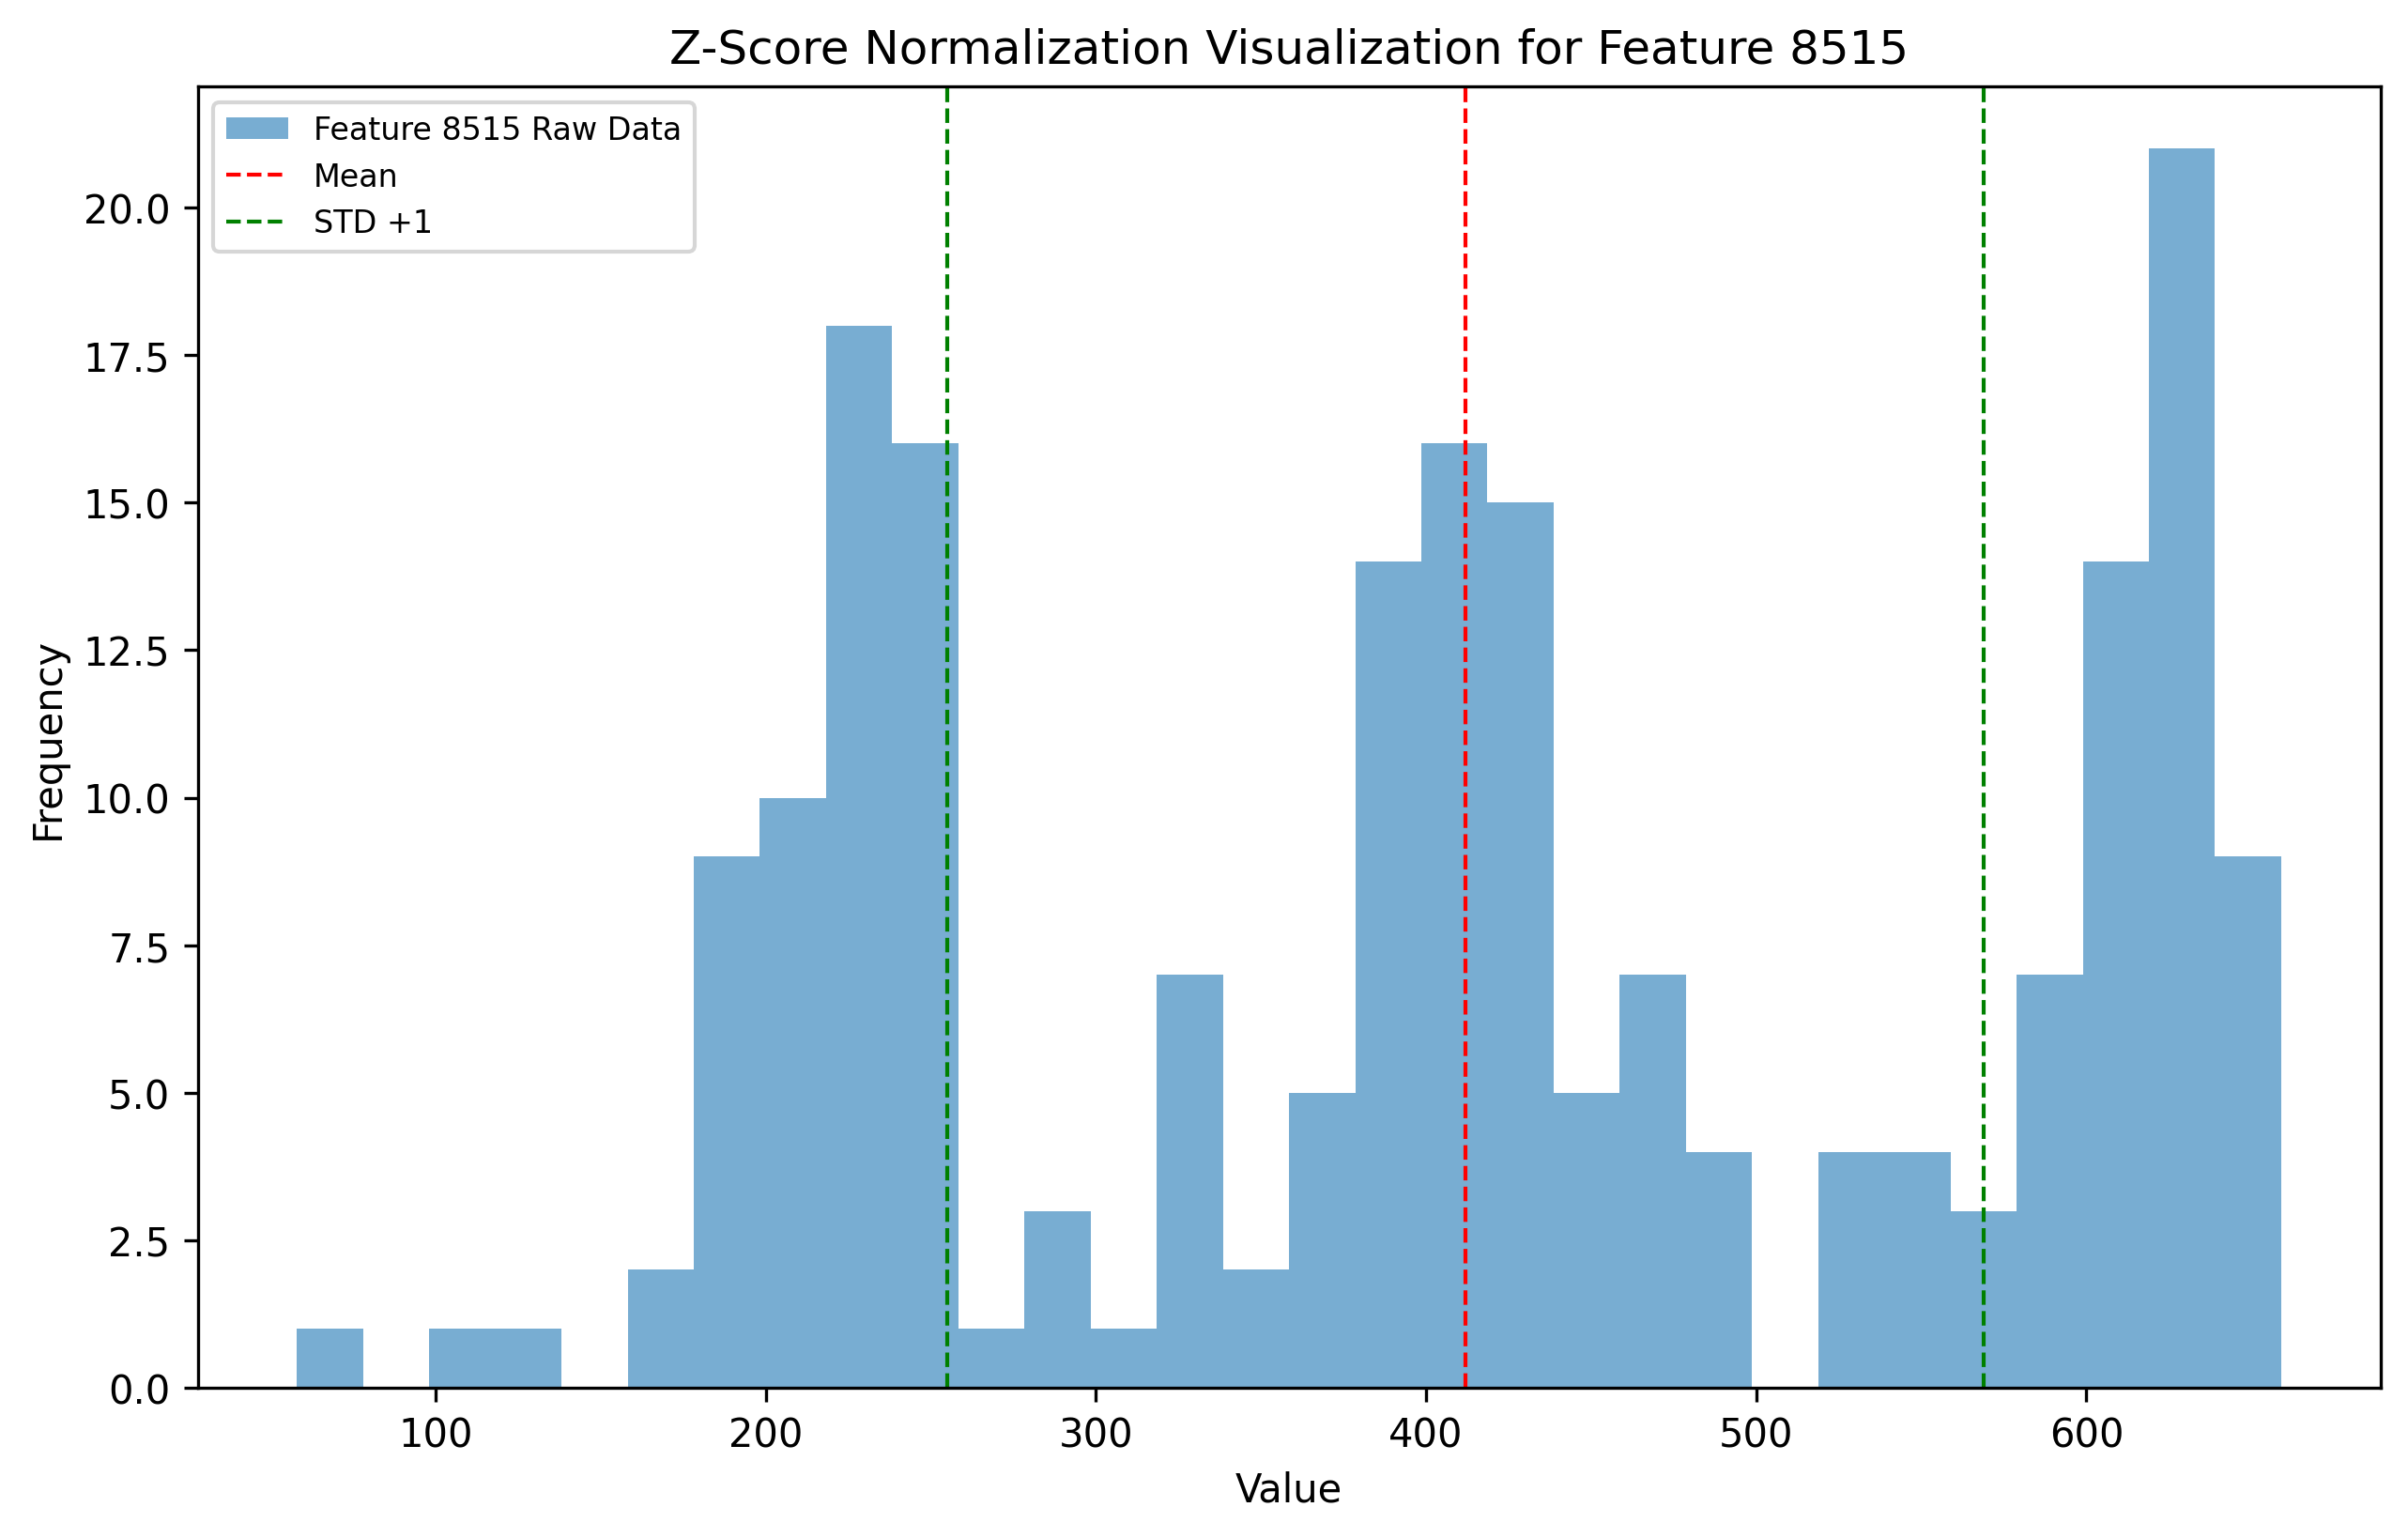 Z-Score Normalization Visualization for Feature 8515
Feature 8515 Raw Data
Mean
STD +1
20.0
17.5
15.0
12.5
10.0
7.5
5.0
2.5
0.0
Frequency
100 200 300 400 500 600
Value